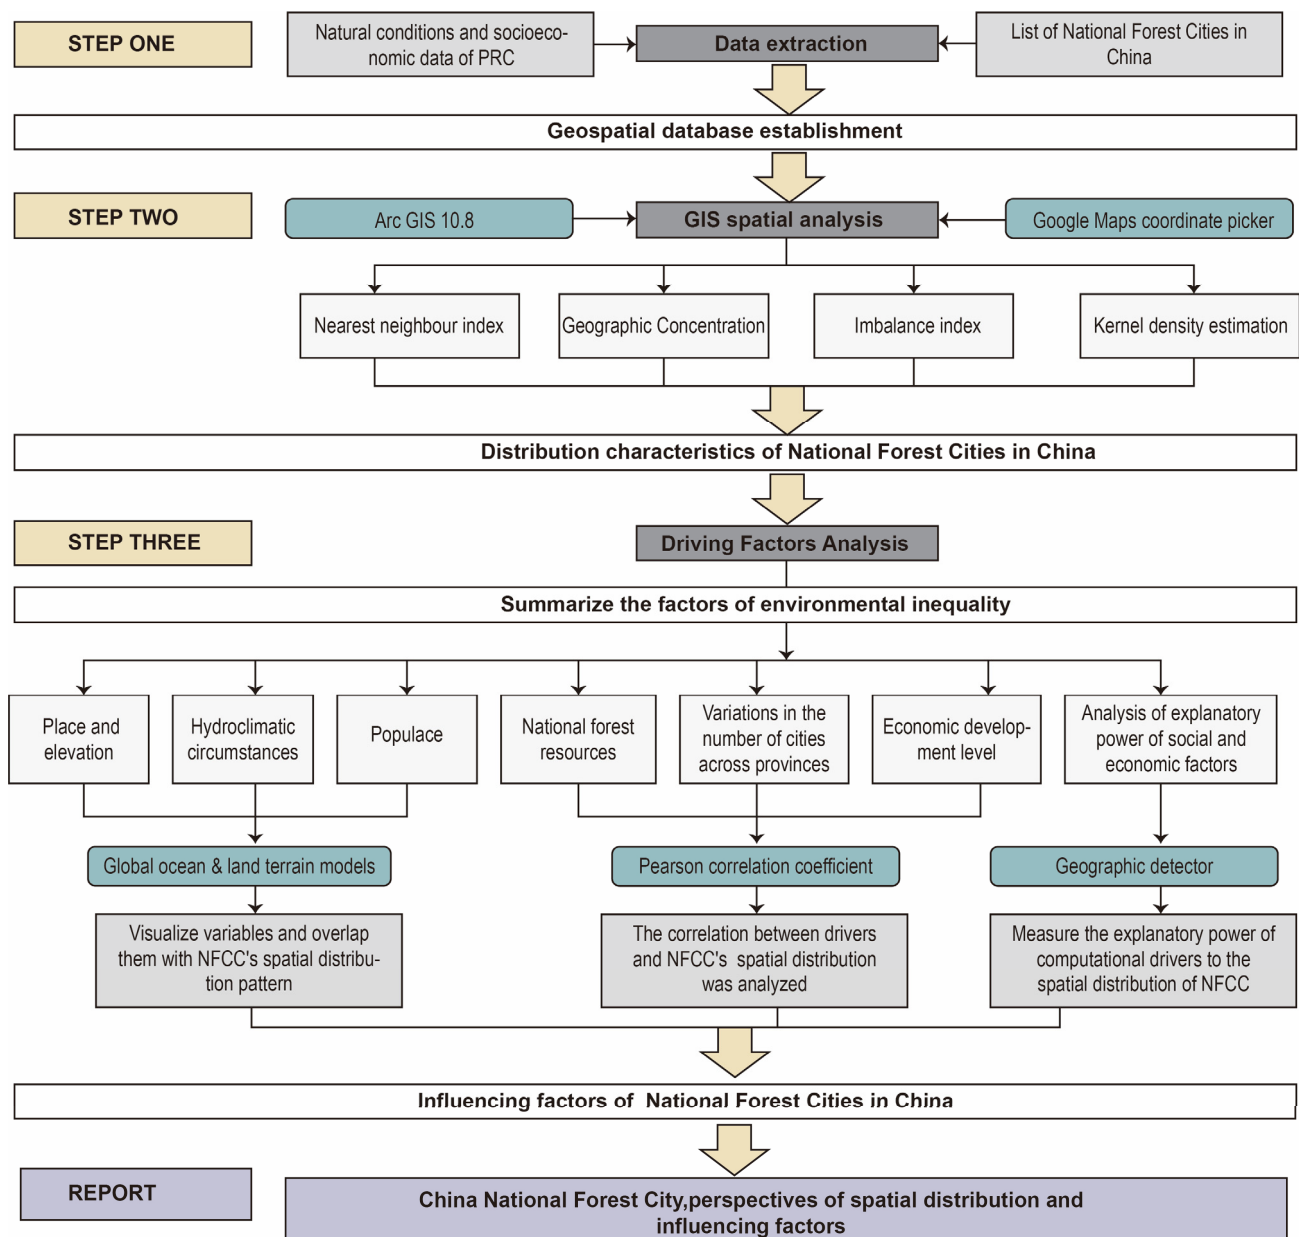 STEP ONE
Natural conditions and socioeco-
nomic data of PRC
Data extraction
List of National Forest Cities in
China
Geospatial database establishment
STEP TWO
Arc GIS 10.8
GIS spatial analysis
Google Maps coordinate picker
Nearest neighbour index
Geographic Concentration
Imbalance index
Kernel density estimation
Distribution characteristics of National Forest Cities in China
STEP THREE
Driving Factors Analysis
Summarize the factors of environmental inequality
Place and
elevation
Hydroclimatic
circumstances
Populace
National forest
resources
Variations in the
number of cities
across provinces
Economic develop-
ment level
Analysis of explanatory
power of social and
economic factors
Global ocean & land terrain models
Pearson correlation coefficient
Geographic detector
Visualize variables and overlap
them with NFCC's spatial distribu-
tion pattern
The correlation between drivers
and NFCC's spatial distribution
was analyzed
Measure the explanatory power of
computational drivers to the
spatial distribution of NFCC
Influencing factors of National Forest Cities in China
REPORT
China National Forest City,perspectives of spatial distribution and
influencing factors